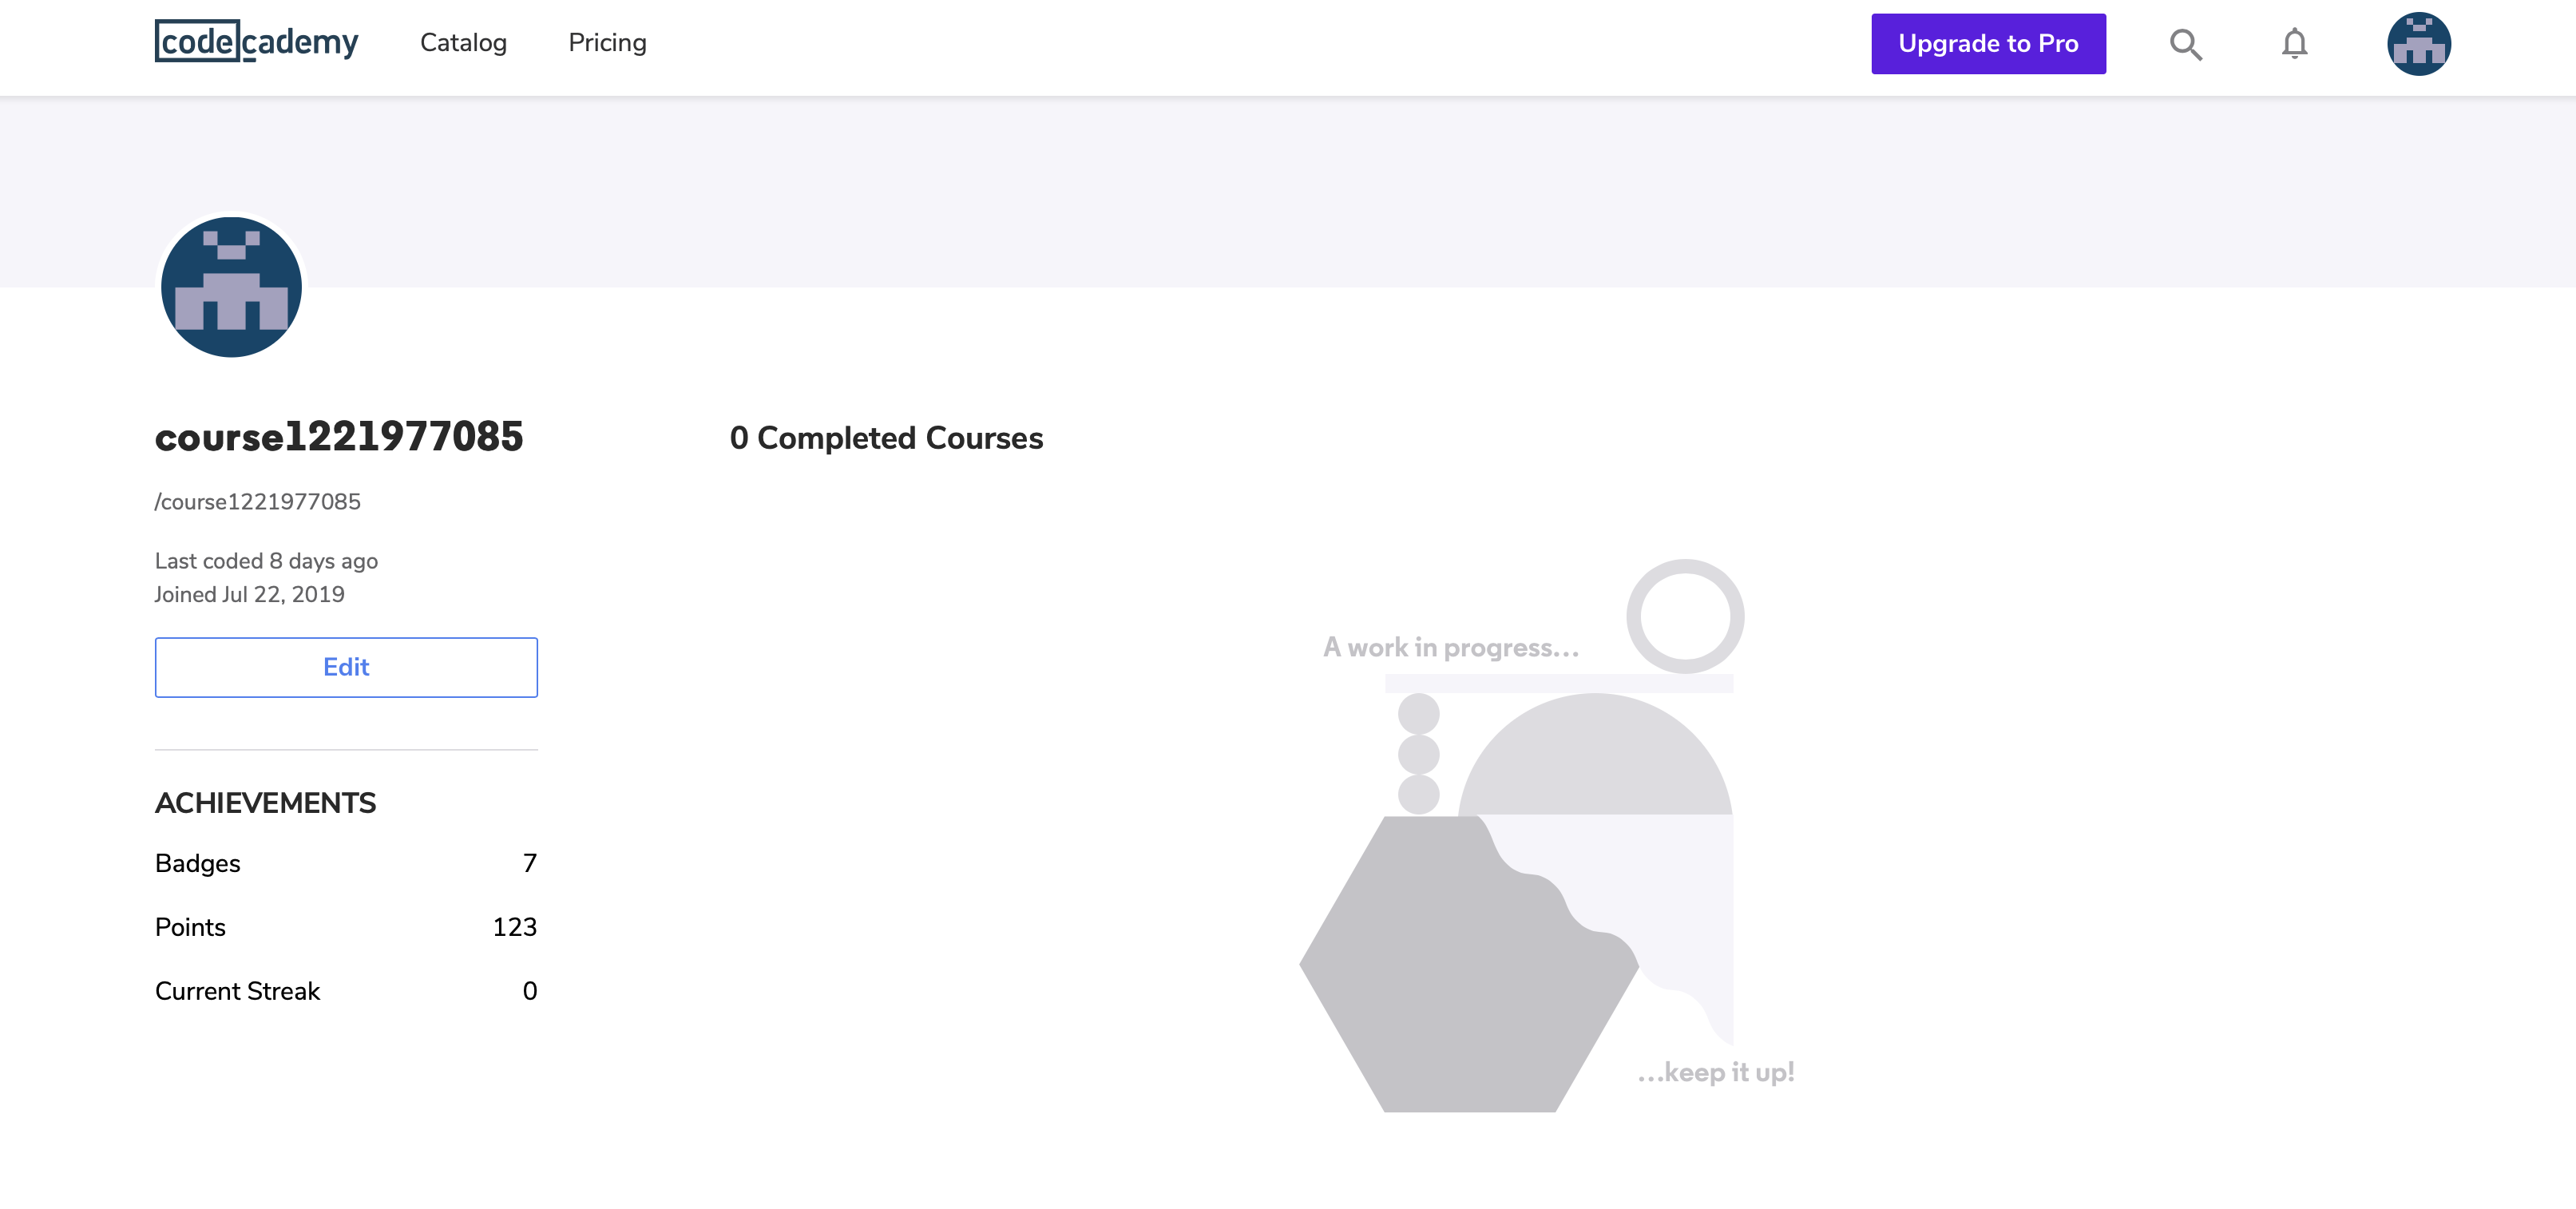 codecademy
Catalog
Pricing
Upgrade to Pro
course1221977085
/course1221977085
Last coded 8 days ago
Joined Jul 22, 2019
Edit
ACHIEVEMENTS
Badges 7
Points 123
Current Streak 0
0 Completed Courses
A work in progress...
...keep it up!